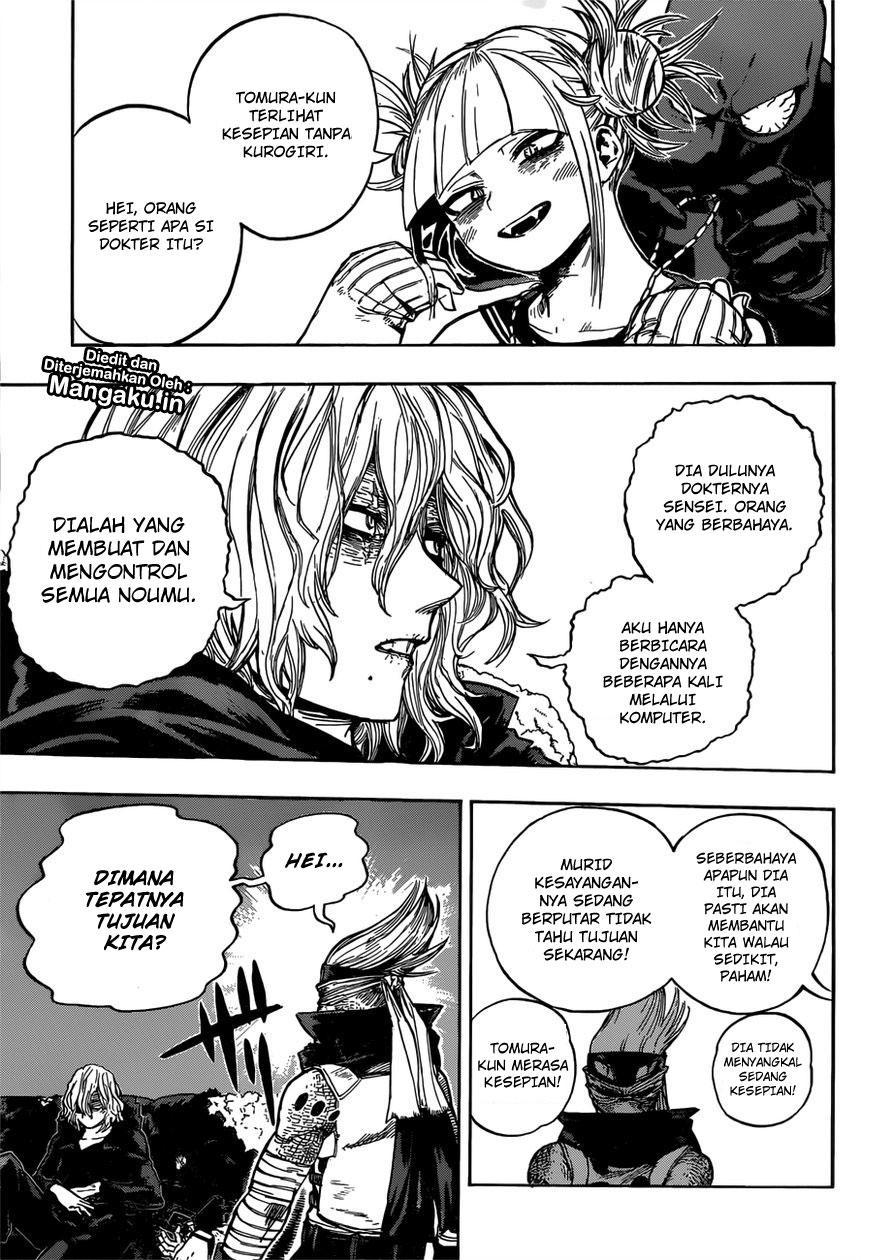 TOMURA-KUN
TERLIHAT
KESEPIAN TANPA
KUROGIRI.
HEI, ORANG
SEPERTI APA SI
DOKTER ITU?
Diedit dan
Diterjemahkan Oleh :
Mangaku.in
DIA DULUNYA
DOKTERNYA
SENSEI. ORANG
YANG BERBAHAYA.
AKU HANYA
BERBICARA
DENGANNYA
BEBERAPA KALI
MELALUI
KOMPUTER.
DIALAH YANG
MEMBUAT DAN
MENGONTROL
SEMUA NOUMU.
SEBERBAHAYA
APAPUN DIA
ITU, DIA
PASTI AKAN
MEMBANTU
KITA WALAU
SEDIKIT,
PAHAM!
MURID
KESAYANGAN-
NYA SEDANG
BERPUTAR TIDAK
TAHU TUJUAN
SEKARANG!
DIA TIDAK
MENYANGKAL
SEDANG
KESEPIAN!
TOMURA-
KUN MERASA
KESEPIAN!
HEI...
DIMANA
TEPATNYA
TUJUAN
KITA?